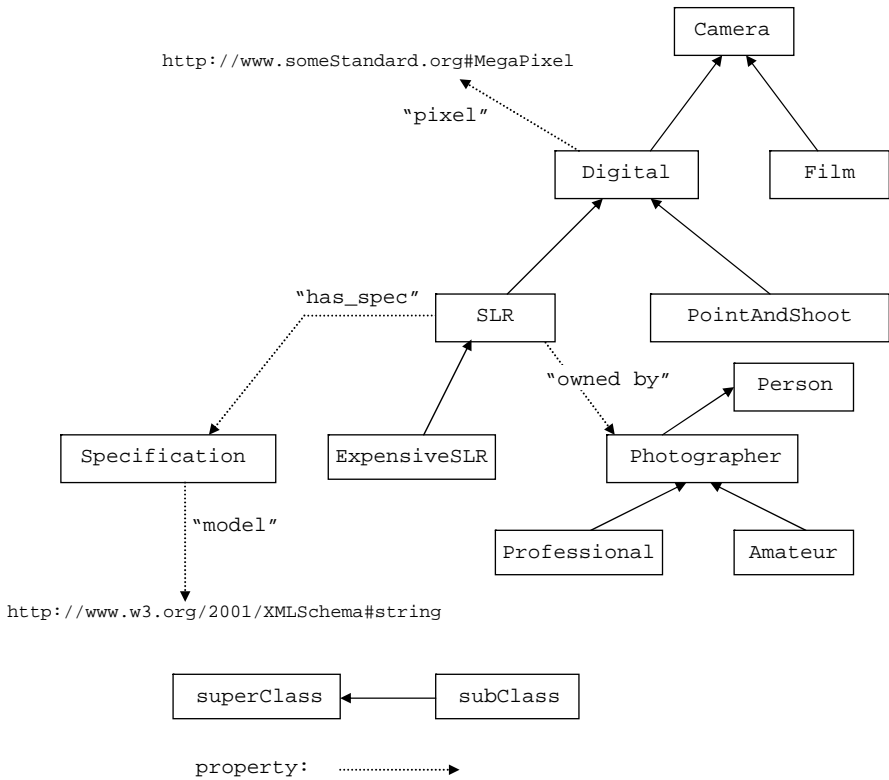 Camera
http://www.someStandard.org#MegaPixel
“pixel”
Digital
Film
“has_spec”
SLR
PointAndShoot
“owned by”
Person
Specification
ExpensiveSLR
Photographer
“model”
Professional
Amateur
http://www.w3.org/2001/XMLSchema#string
superClass
subClass
property: